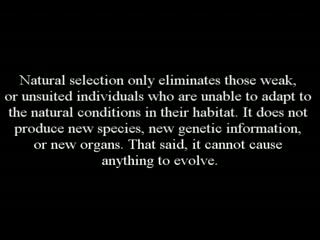 Natural selection only eliminates those weak,
or unsuited individuals who are unable to adapt to
the natural conditions in their habitat. It does not
produce new species, new genetic information,
or new organs. That said, it cannot cause
anything to evolve.